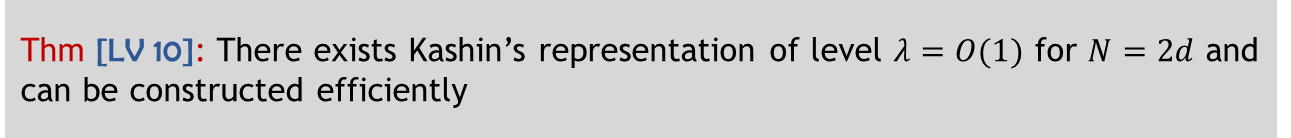 Thm [LV 10]: There exists Kashin’s representation of level λ = O(1) for N = 2d and
can be constructed efficiently